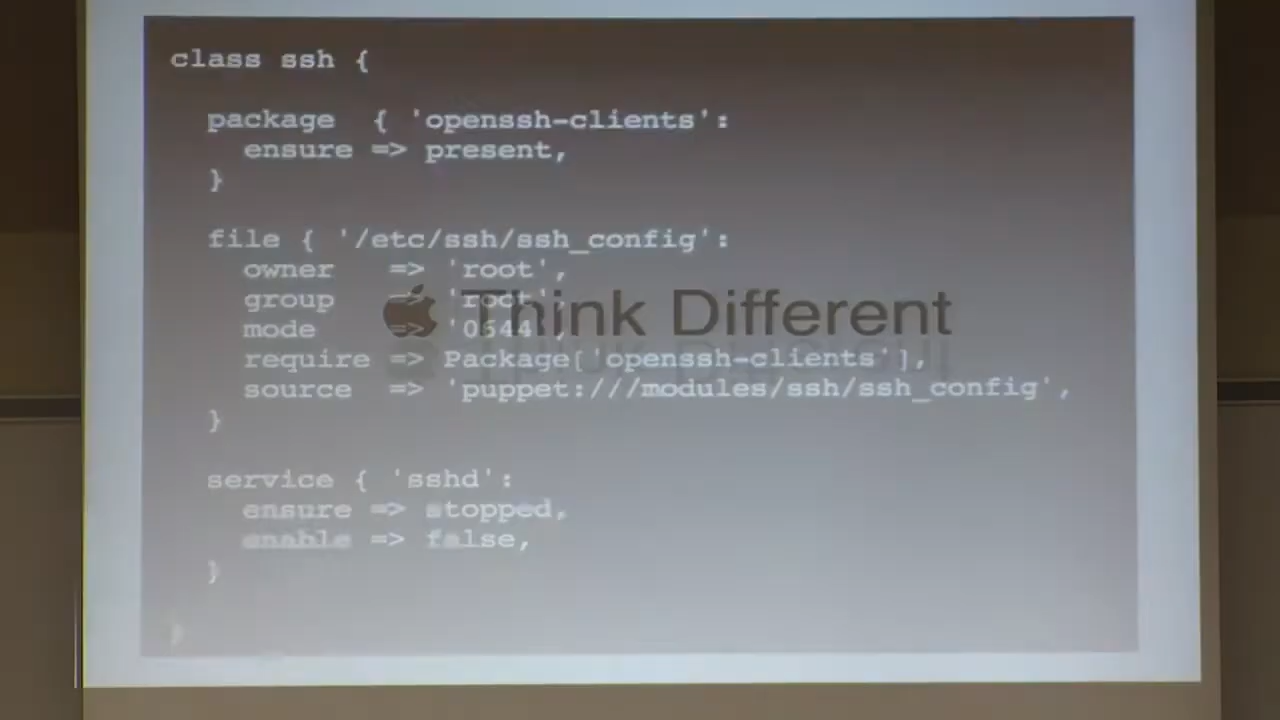 class ssh {
package { 'openssh-clients':
ensure => present,
}
file { '/etc/ssh/ssh_config':
owner => 'root',
group => 'root',
mode => '0644',
require => Package['openssh-clients'],
source => 'puppet:///modules/ssh/ssh_config',
}
service { 'sshd':
ensure => stopped,
enable => false,
}
}
Think Different